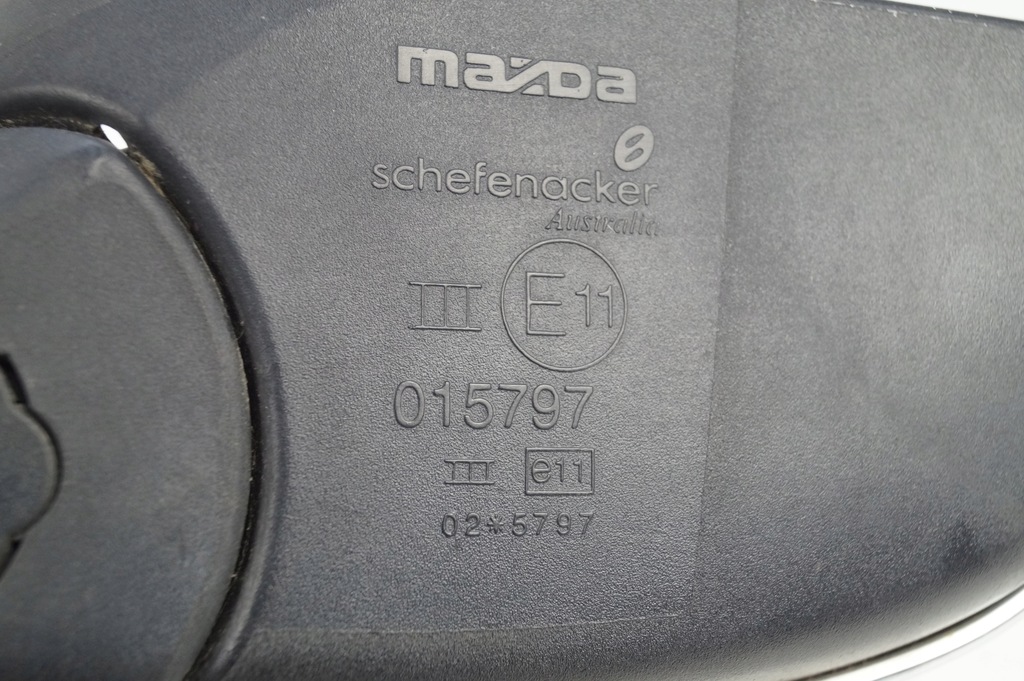 mazda
schefenacker
Australia
III E11
015797
III e11
02*5797